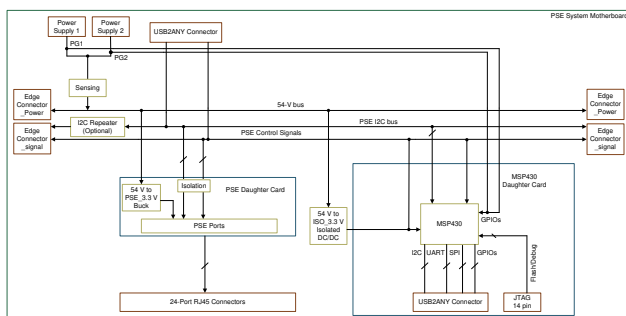 PSE System Motherboard
Power
Supply 1
Power
Supply 2
USB2ANY Connector
PG1
PG2
Sensing
Edge
Connector
_Power
54-V bus
Edge
Connector
_Power
Edge
Connector
_signal
I2C Repeater
(Optional)
PSE I2C bus
PSE Control Signals
Edge
Connector
_signal
Isolation
PSE Daughter Card
54 V to
PSE_3.3 V
Buck
PSE Ports
54 V to
ISO_3.3 V
Isolated
DC/DC
MSP430
Daughter Card
MSP430
GPIOs
I2C
UART
SPI
GPIOs
Flash/Debug
24-Port RJ45 Connectors
USB2ANY Connector
JTAG
14 pin